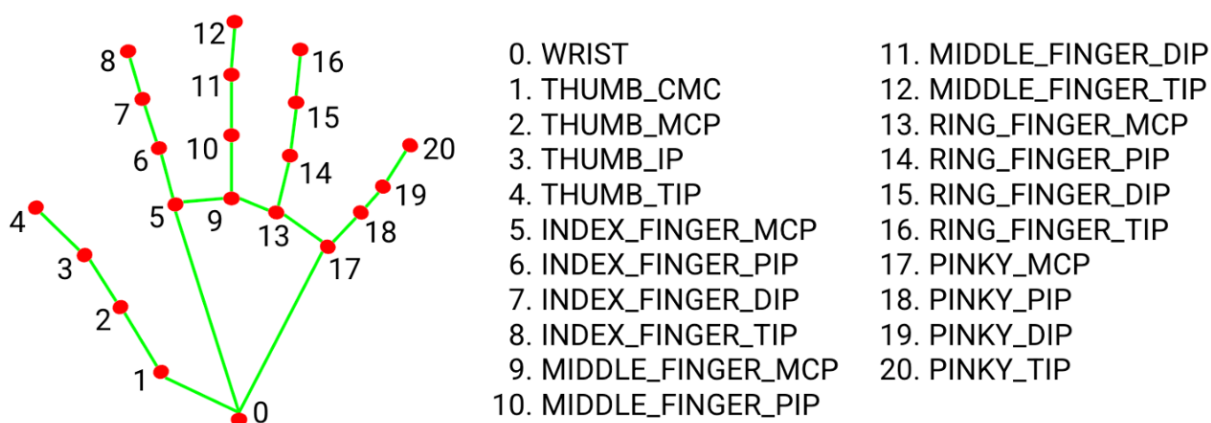 12
8
16
11
7
15
10
6
20
14
4
19
5
9
13
18
3
17
2
1
0
0. WRIST
1. THUMB_CMC
2. THUMB_MCP
3. THUMB_IP
4. THUMB_TIP
5. INDEX_FINGER_MCP
6. INDEX_FINGER_PIP
7. INDEX_FINGER_DIP
8. INDEX_FINGER_TIP
9. MIDDLE_FINGER_MCP
10. MIDDLE_FINGER_PIP
11. MIDDLE_FINGER_DIP
12. MIDDLE_FINGER_TIP
13. RING_FINGER_MCP
14. RING_FINGER_PIP
15. RING_FINGER_DIP
16. RING_FINGER_TIP
17. PINKY_MCP
18. PINKY_PIP
19. PINKY_DIP
20. PINKY_TIP